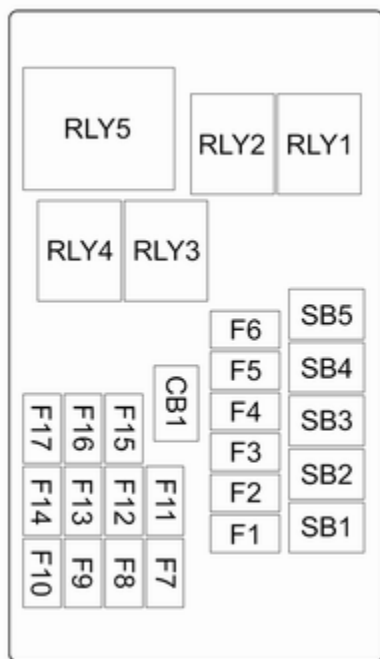 RLY5
RLY2 RLY1
RLY4 RLY3
SB5
F6
SB4
F5
CB1
F4
SB3
F17 F16 F15
F3
SB2
F2
F14 F13 F12 F11
SB1
F1
F10 F9 F8 F7